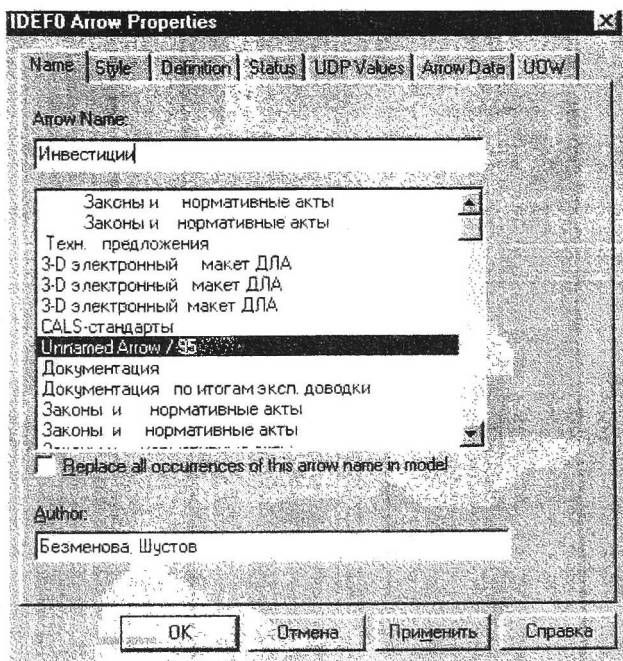 IDEF0 Arrow Properties
Name Style Definition Status UDP Values Arrow Data UOW
Arrow Name:
Инвестиции
Законы и нормативные акты
Законы и нормативные акты
Техн. предложения
3-D электронный макет ДЛА
3-D электронный макет ДЛА
3-D электронный макет ДЛА
CALS-стандарты
Unnamed Arrow / 95
Документация
Документация по итогам эксп. доводки
Законы и нормативные акты
Законы и нормативные акты
Replace all occurrences of this arrow name in model
Author:
Безменова, Шустов
OK Отмена Применить Справка